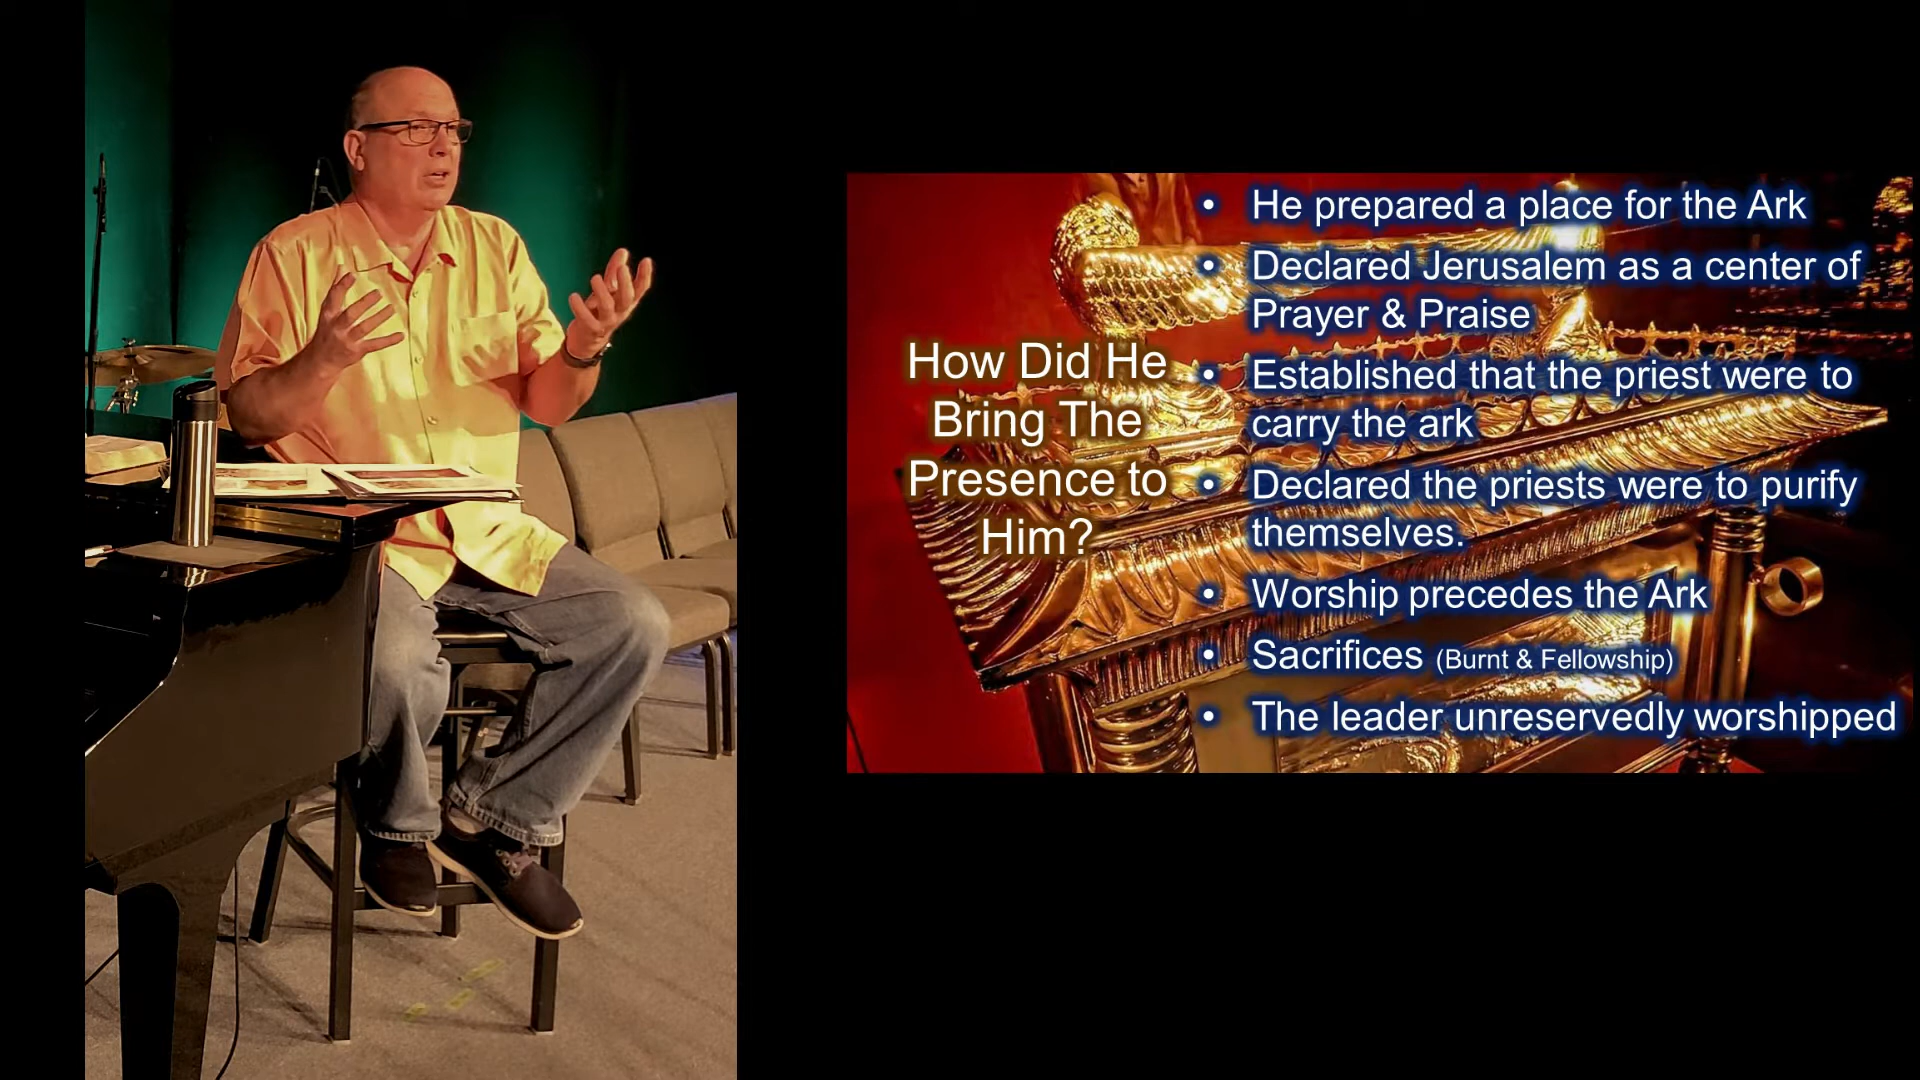 How Did He
Bring The
Presence to
Him?
• He prepared a place for the Ark
• Declared Jerusalem as a center of
Prayer & Praise
• Established that the priest were to
carry the ark
• Declared the priests were to purify
themselves.
• Worship precedes the Ark
• Sacrifices (Burnt & Fellowship)
• The leader unreservedly worshipped